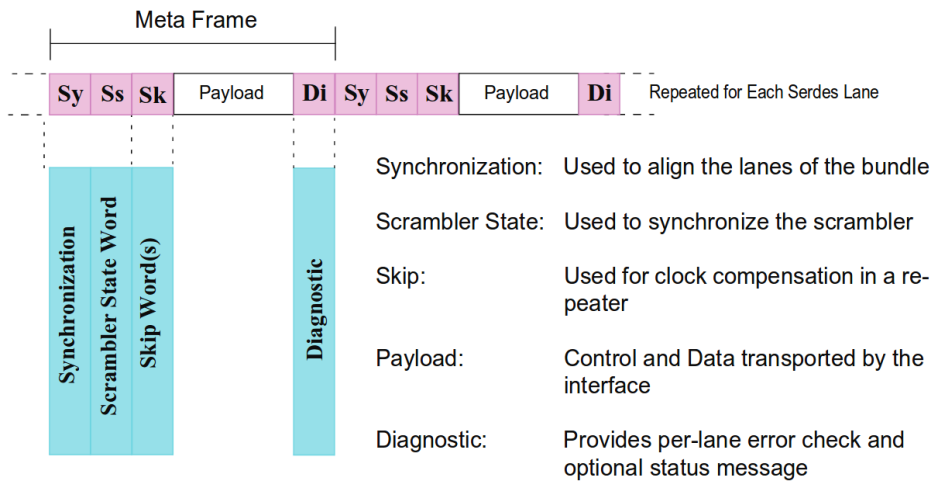 Meta Frame
Sy Ss Sk Payload Di Sy Ss Sk Payload Di Repeated for Each Serdes Lane
Synchronization
Scrambler State Word
Skip Word(s)
Diagnostic
Synchronization: Used to align the lanes of the bundle
Scrambler State: Used to synchronize the scrambler
Skip: Used for clock compensation in a re-
peater
Payload: Control and Data transported by the
interface
Diagnostic: Provides per-lane error check and
optional status message